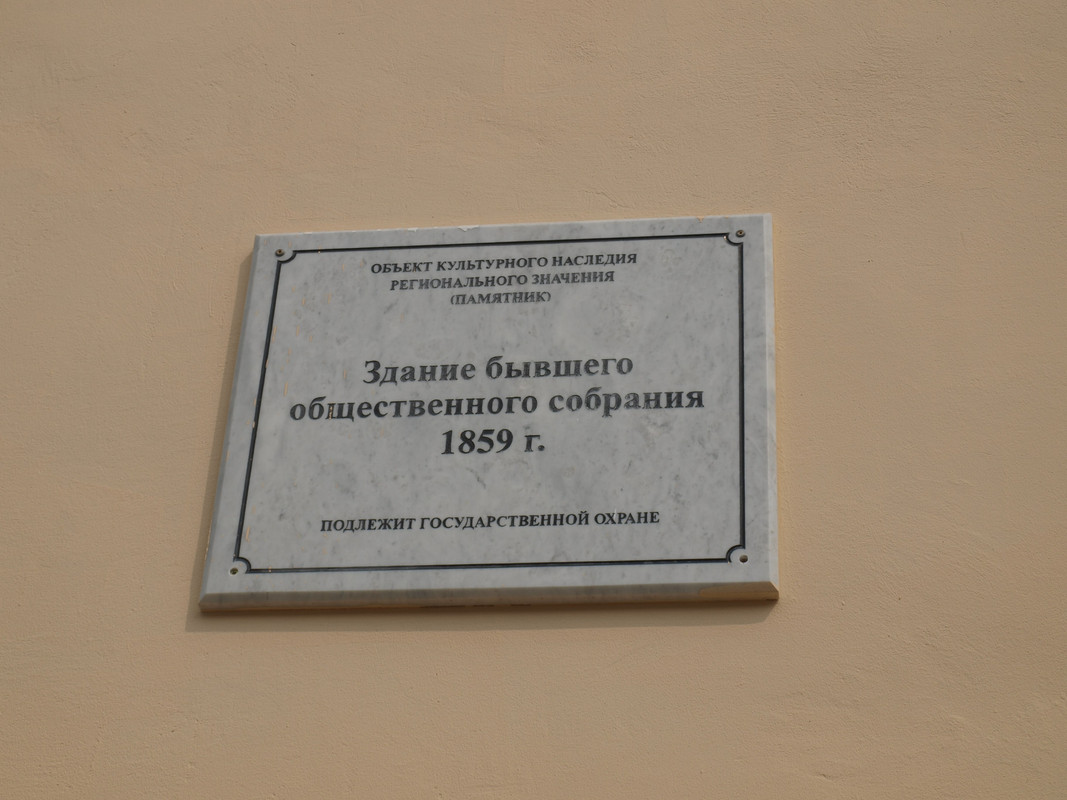 ОБЪЕКТ КУЛЬТУРНОГО НАСЛЕДИЯ
РЕГИОНАЛЬНОГО ЗНАЧЕНИЯ
(ПАМЯТНИК)
Здание бывшего
общественного собрания
1859 г.
ПОДЛЕЖИТ ГОСУДАРСТВЕННОЙ ОХРАНЕ